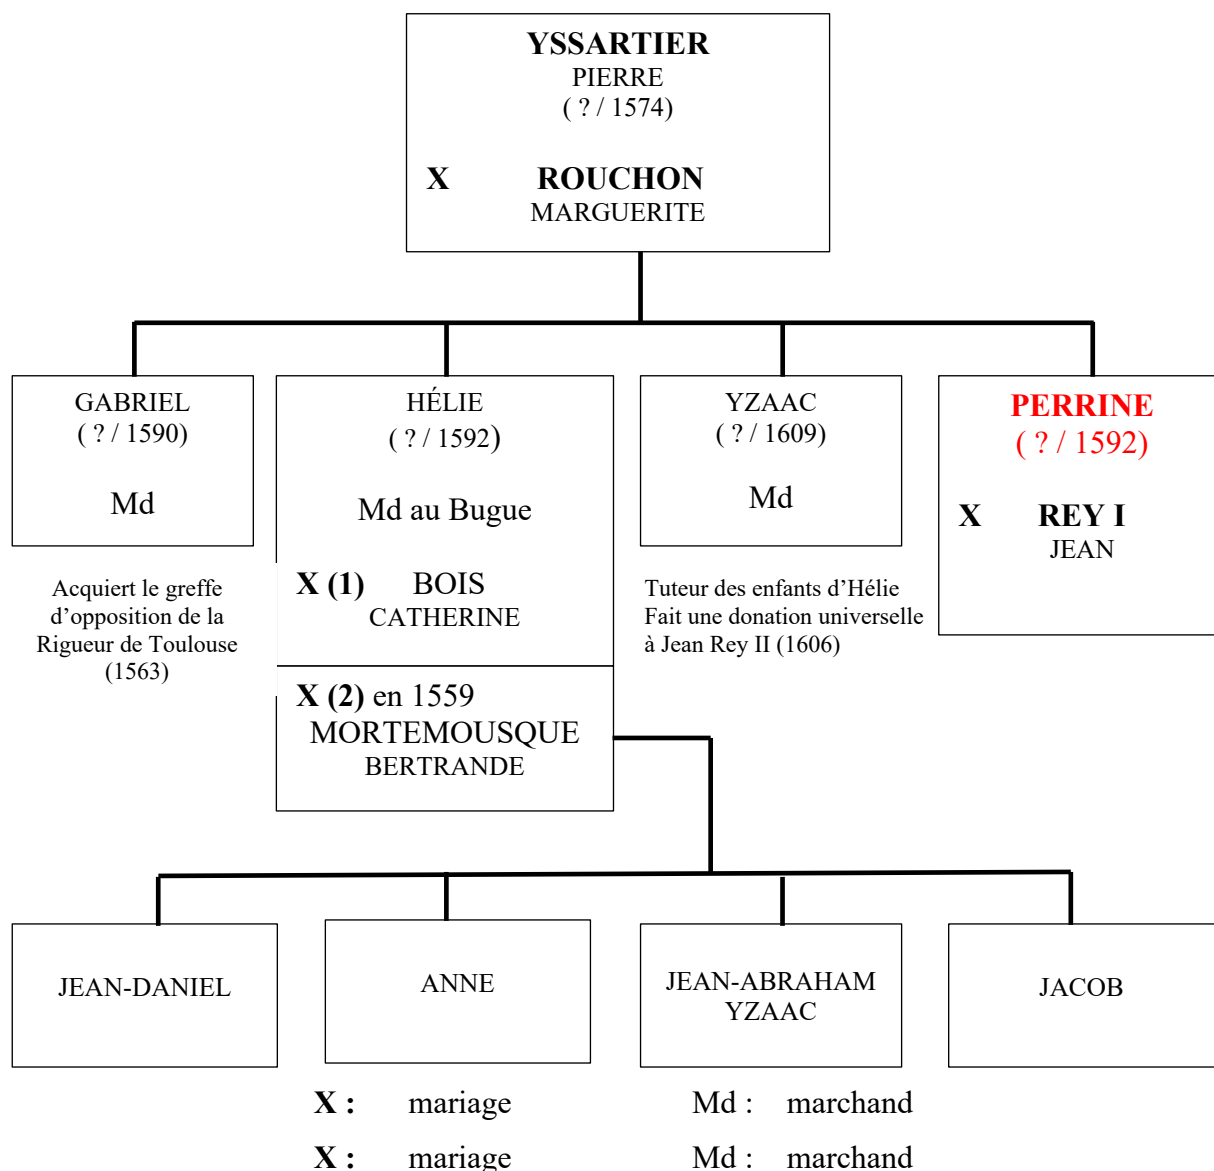 YSSARTIER
PIERRE
( ? / 1574)
X ROUCHON
MARGUERITE
GABRIEL
( ? / 1590)
Md
Acquiert le greffe
d’opposition de la
Rigueur de Toulouse
(1563)
HÉLIE
( ? / 1592)
Md au Bugue
X (1) BOIS
CATHERINE
X (2) en 1559
MORTEMOUSQUE
BERTRANDE
YZAAC
( ? / 1609)
Md
Tuteur des enfants d’Hélie
Fait une donation universelle
à Jean Rey II (1606)
PERRINE
( ? / 1592)
X REY I
JEAN
JEAN-DANIEL
ANNE
JEAN-ABRAHAM
YZAAC
JACOB
X : mariage Md : marchand
X : mariage Md : marchand